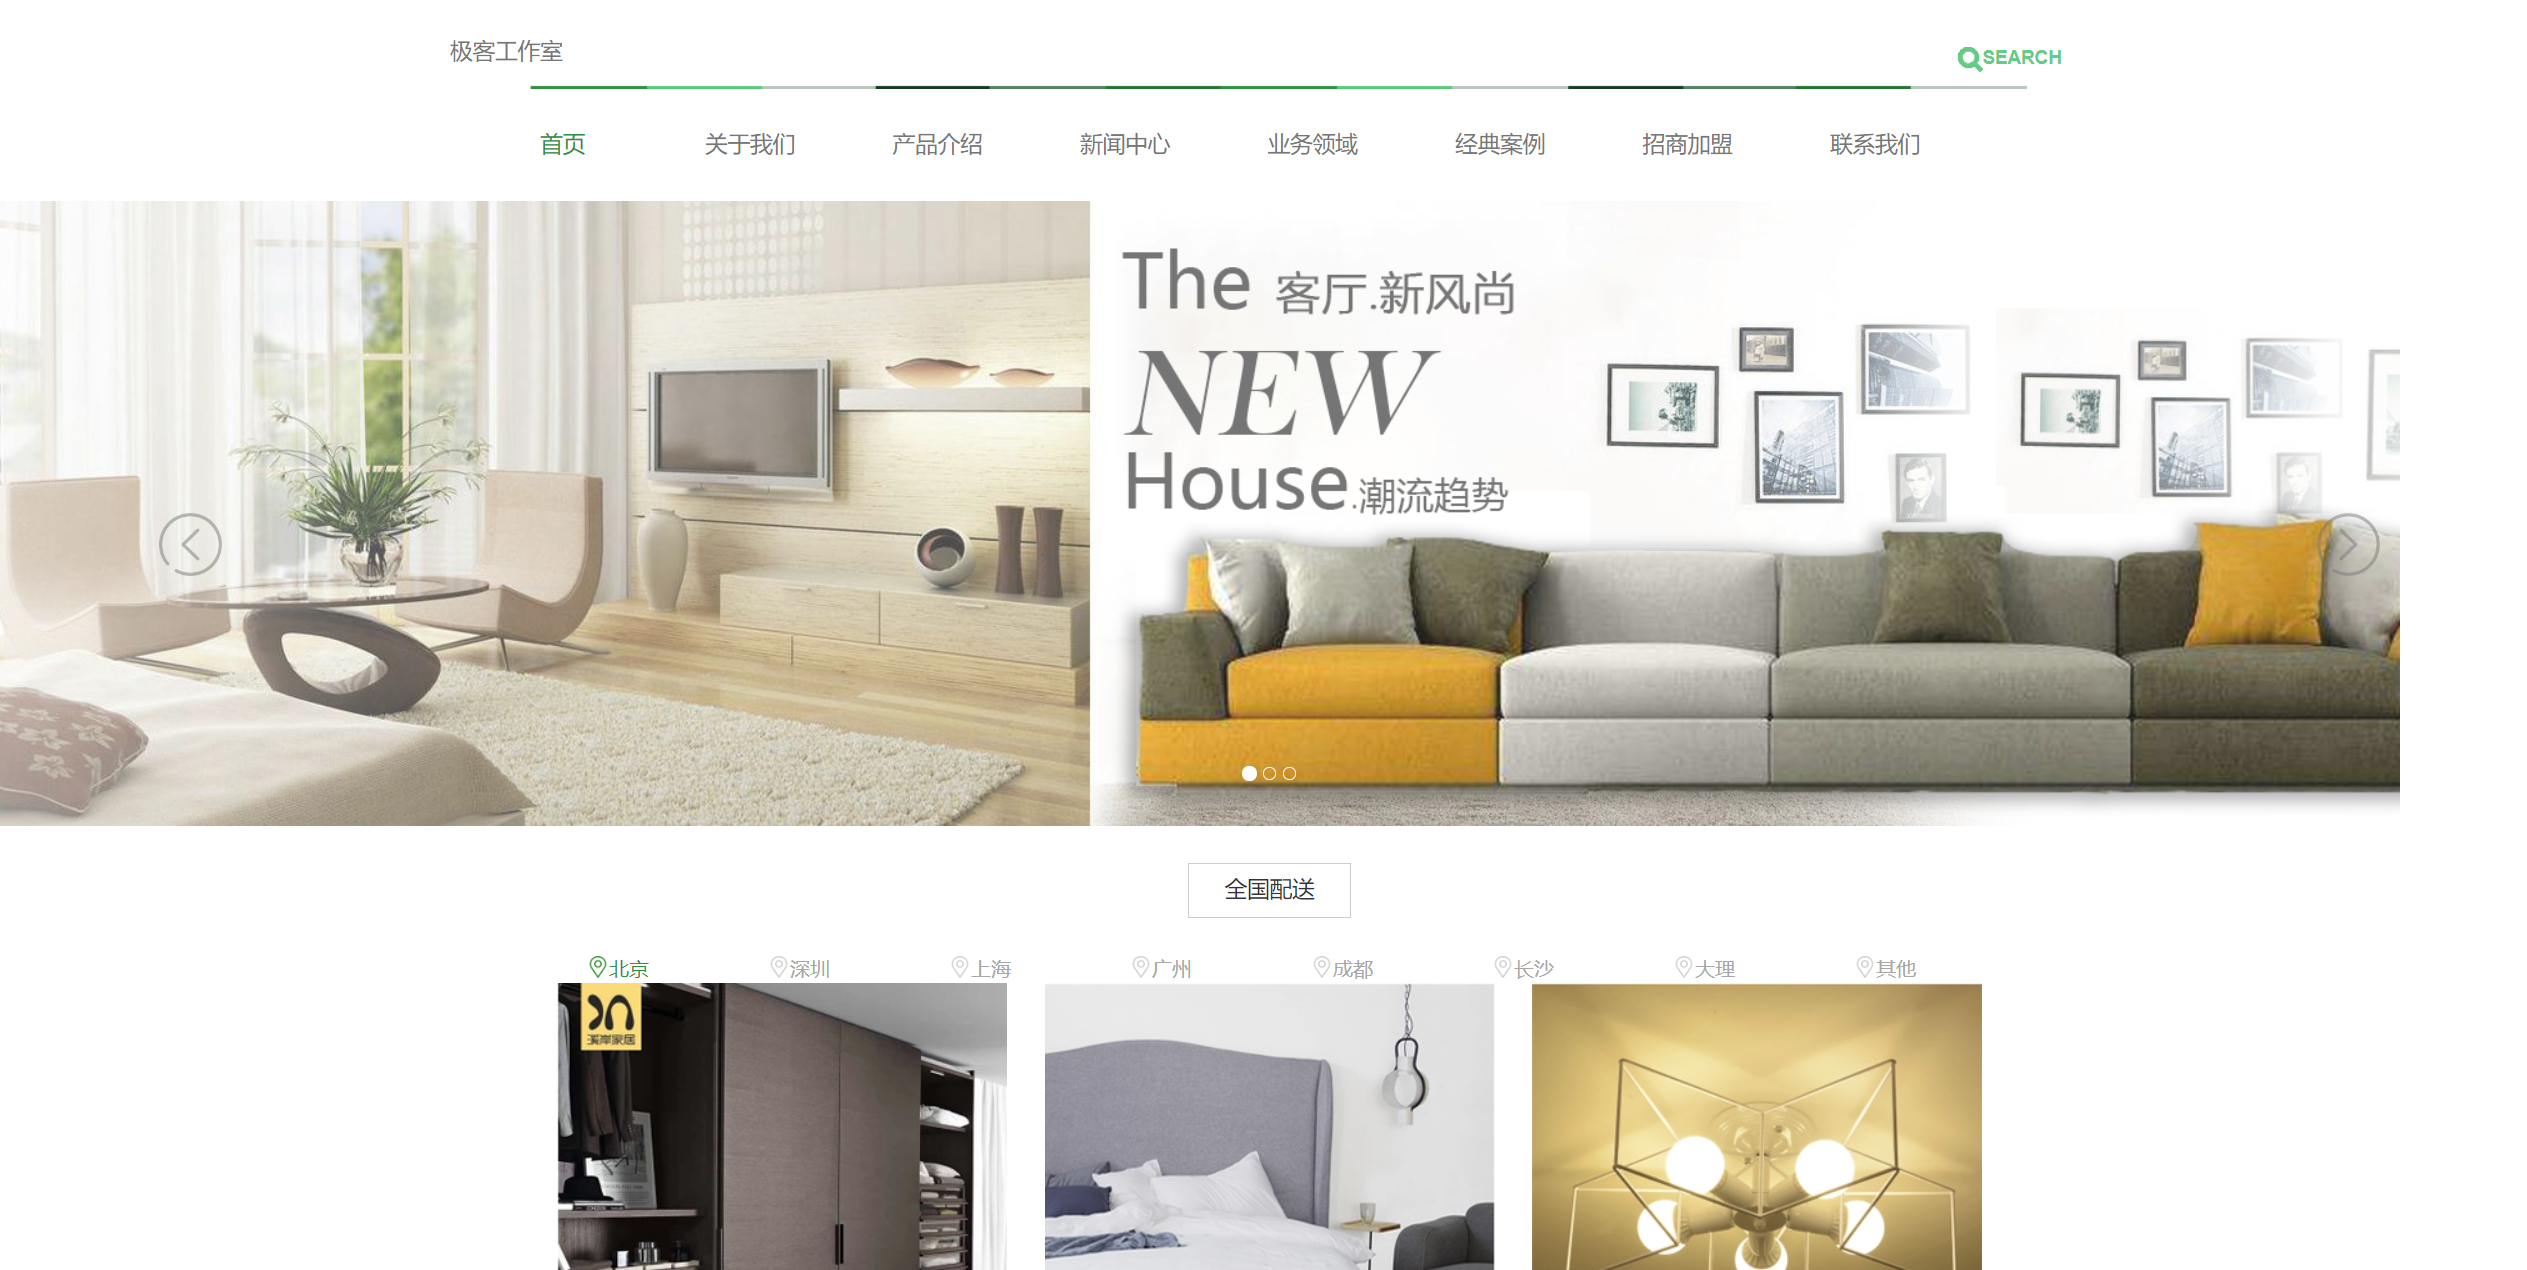 极客工作室
SEARCH
首页 关于我们 产品介绍 新闻中心 业务领域 经典案例 招商加盟 联系我们
The 客厅.新风尚
NEW
House.潮流趋势
全国配送
北京 深圳 上海 广州 成都 长沙 大理 其他
溪岸家居